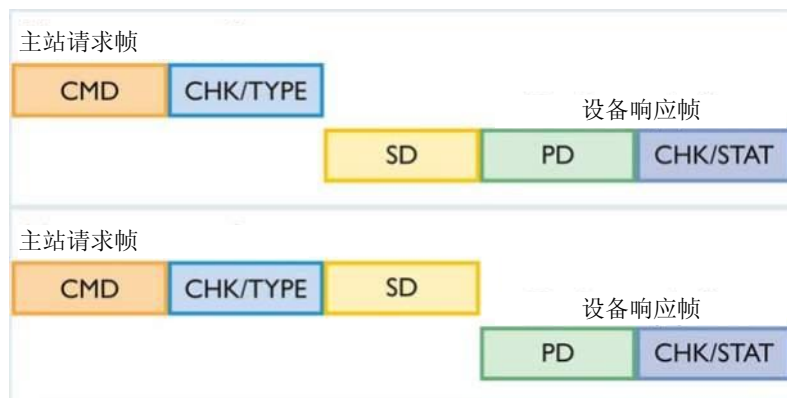 主站请求帧
CMD CHK/TYPE
设备响应帧
SD PD CHK/STAT
主站请求帧
CMD CHK/TYPE SD
设备响应帧
PD CHK/STAT